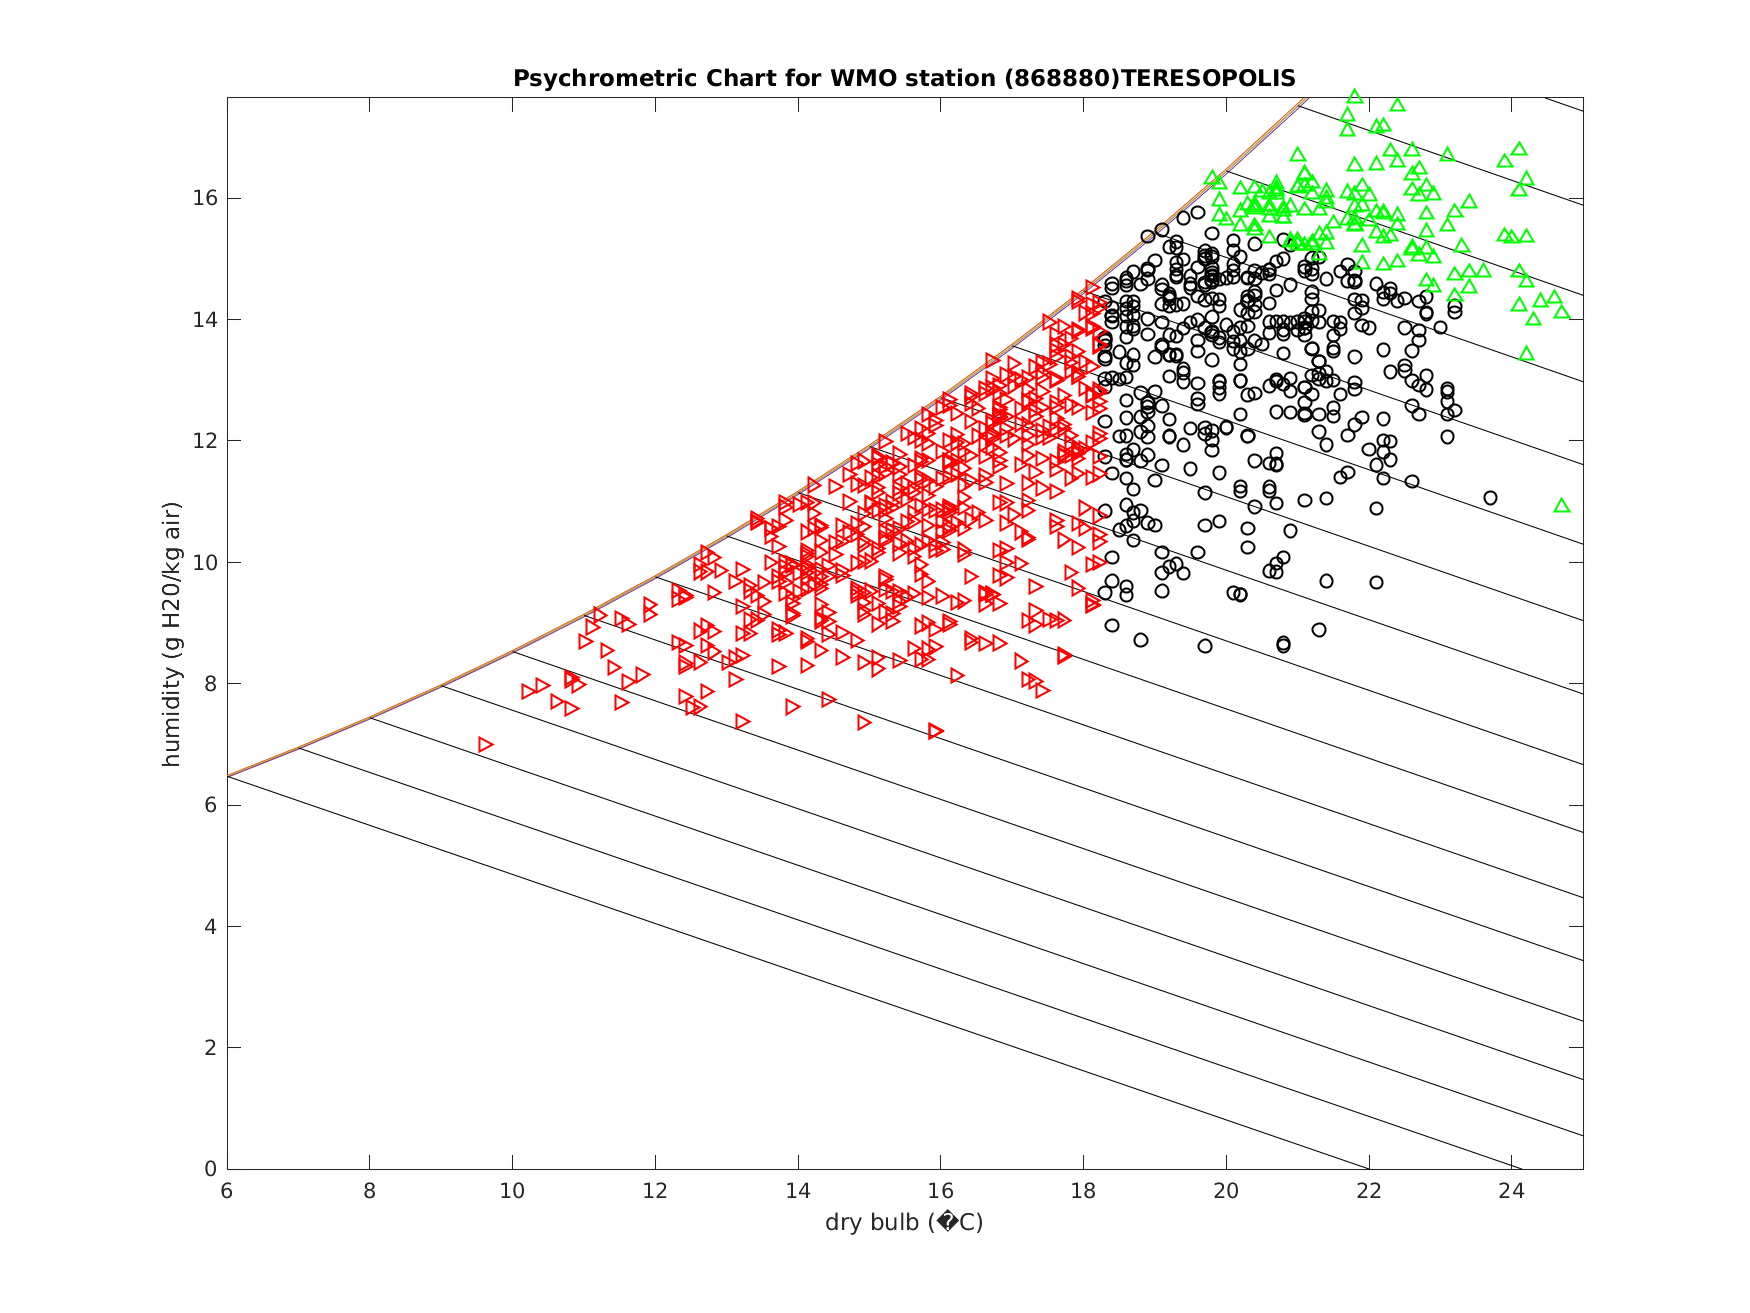 Psychrometric Chart for WMO station (868880)TERESOPOLIS
humidity (g H20/kg air)
16
14
12
10
8
6
4
2
0
6 8 10 12 14 16 18 20 22 24
dry bulb (�C)